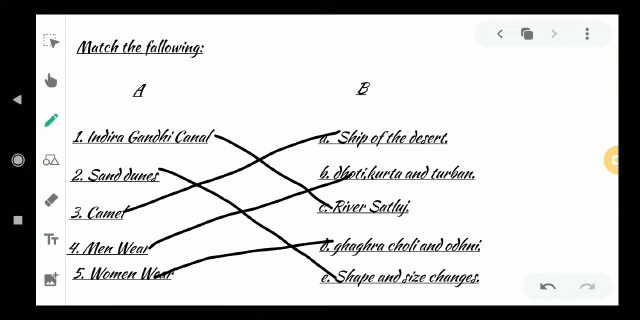 Match the fallowing:
A B
1. Indira Gandhi Canal a. Ship of the desert.
2. Sand dunes b. dhoti,kurta and turban.
3. Camel c. River Satluj.
4. Men Wear d. ghaghra choli and odhni.
5. Women Wear e. Shape and size changes.